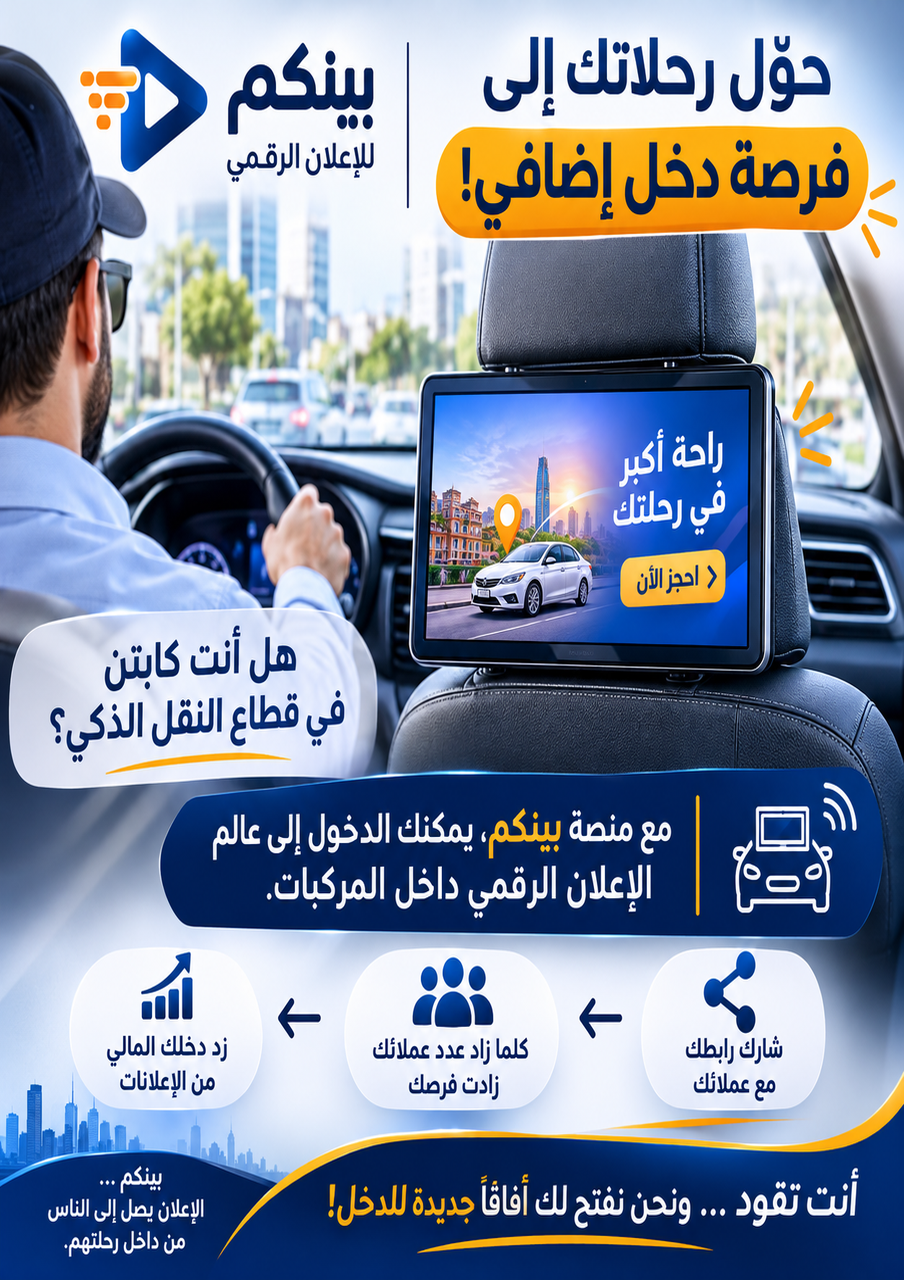 حوّل رحلاتك إلى
فرصة دخل إضافي!
بينكم
للإعلان الرقمي
راحة أكبر
في رحلتك
احجز الآن
هل أنت كابتن
في قطاع النقل الذكي؟
مع منصة بينكم، يمكنك الدخول إلى عالم
الإعلان الرقمي داخل المركبات.
شارك رابطك
مع عملائك
كلما زاد عدد عملائك
زادت فرصك
زد دخلك المالي
من الإعلانات
أنت تقود ... ونحن نفتح لك أفاقاً جديدة للدخل!
بينكم ...
الإعلان يصل إلى الناس
من داخل رحلتهم.